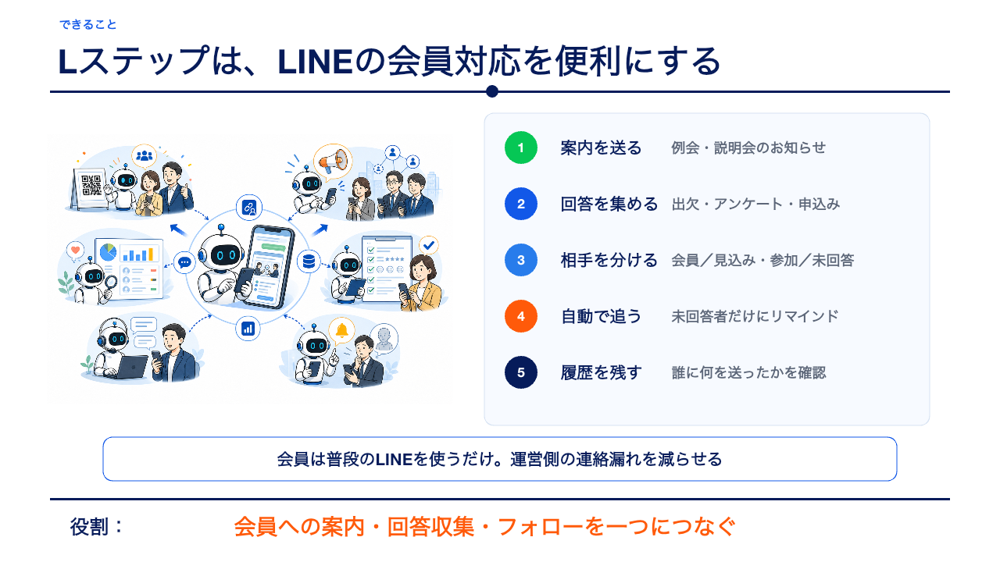 できること
Lステップは、LINEの会員対応を便利にする
1 案内を送る 例会・説明会のお知らせ
2 回答を集める 出欠・アンケート・申込み
3 相手を分ける 会員／見込み・参加／未回答
4 自動で追う 未回答者だけにリマインド
5 履歴を残す 誰に何を送ったかを確認
会員は普段のLINEを使うだけ。運営側の連絡漏れを減らせる
役割： 会員への案内・回答収集・フォローを一つにつなぐ